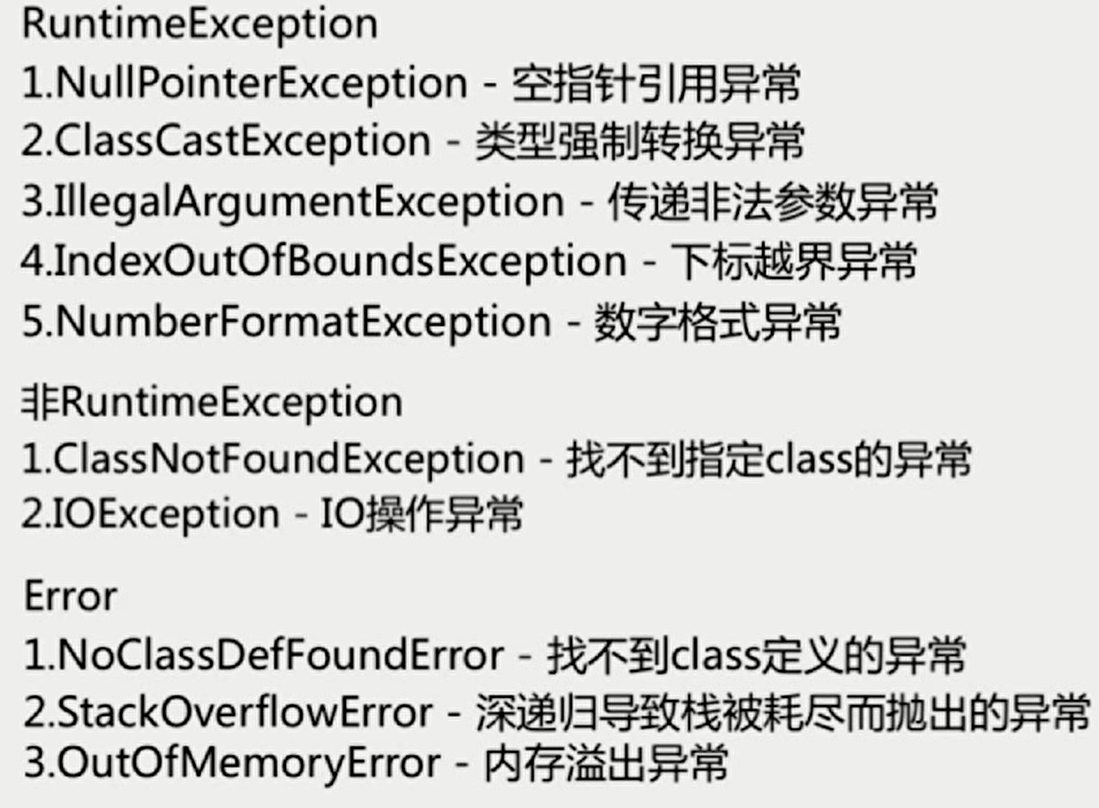 RuntimeException
1.NullPointerException - 空指针引用异常
2.ClassCastException - 类型强制转换异常
3.IllegalArgumentException - 传递非法参数异常
4.IndexOutOfBoundsException - 下标越界异常
5.NumberFormatException - 数字格式异常
非RuntimeException
1.ClassNotFoundException - 找不到指定class的异常
2.IOException - IO操作异常
Error
1.NoClassDefFoundError - 找不到class定义的异常
2.StackOverflowError - 深递归导致栈被耗尽而抛出的异常
3.OutOfMemoryError - 内存溢出异常